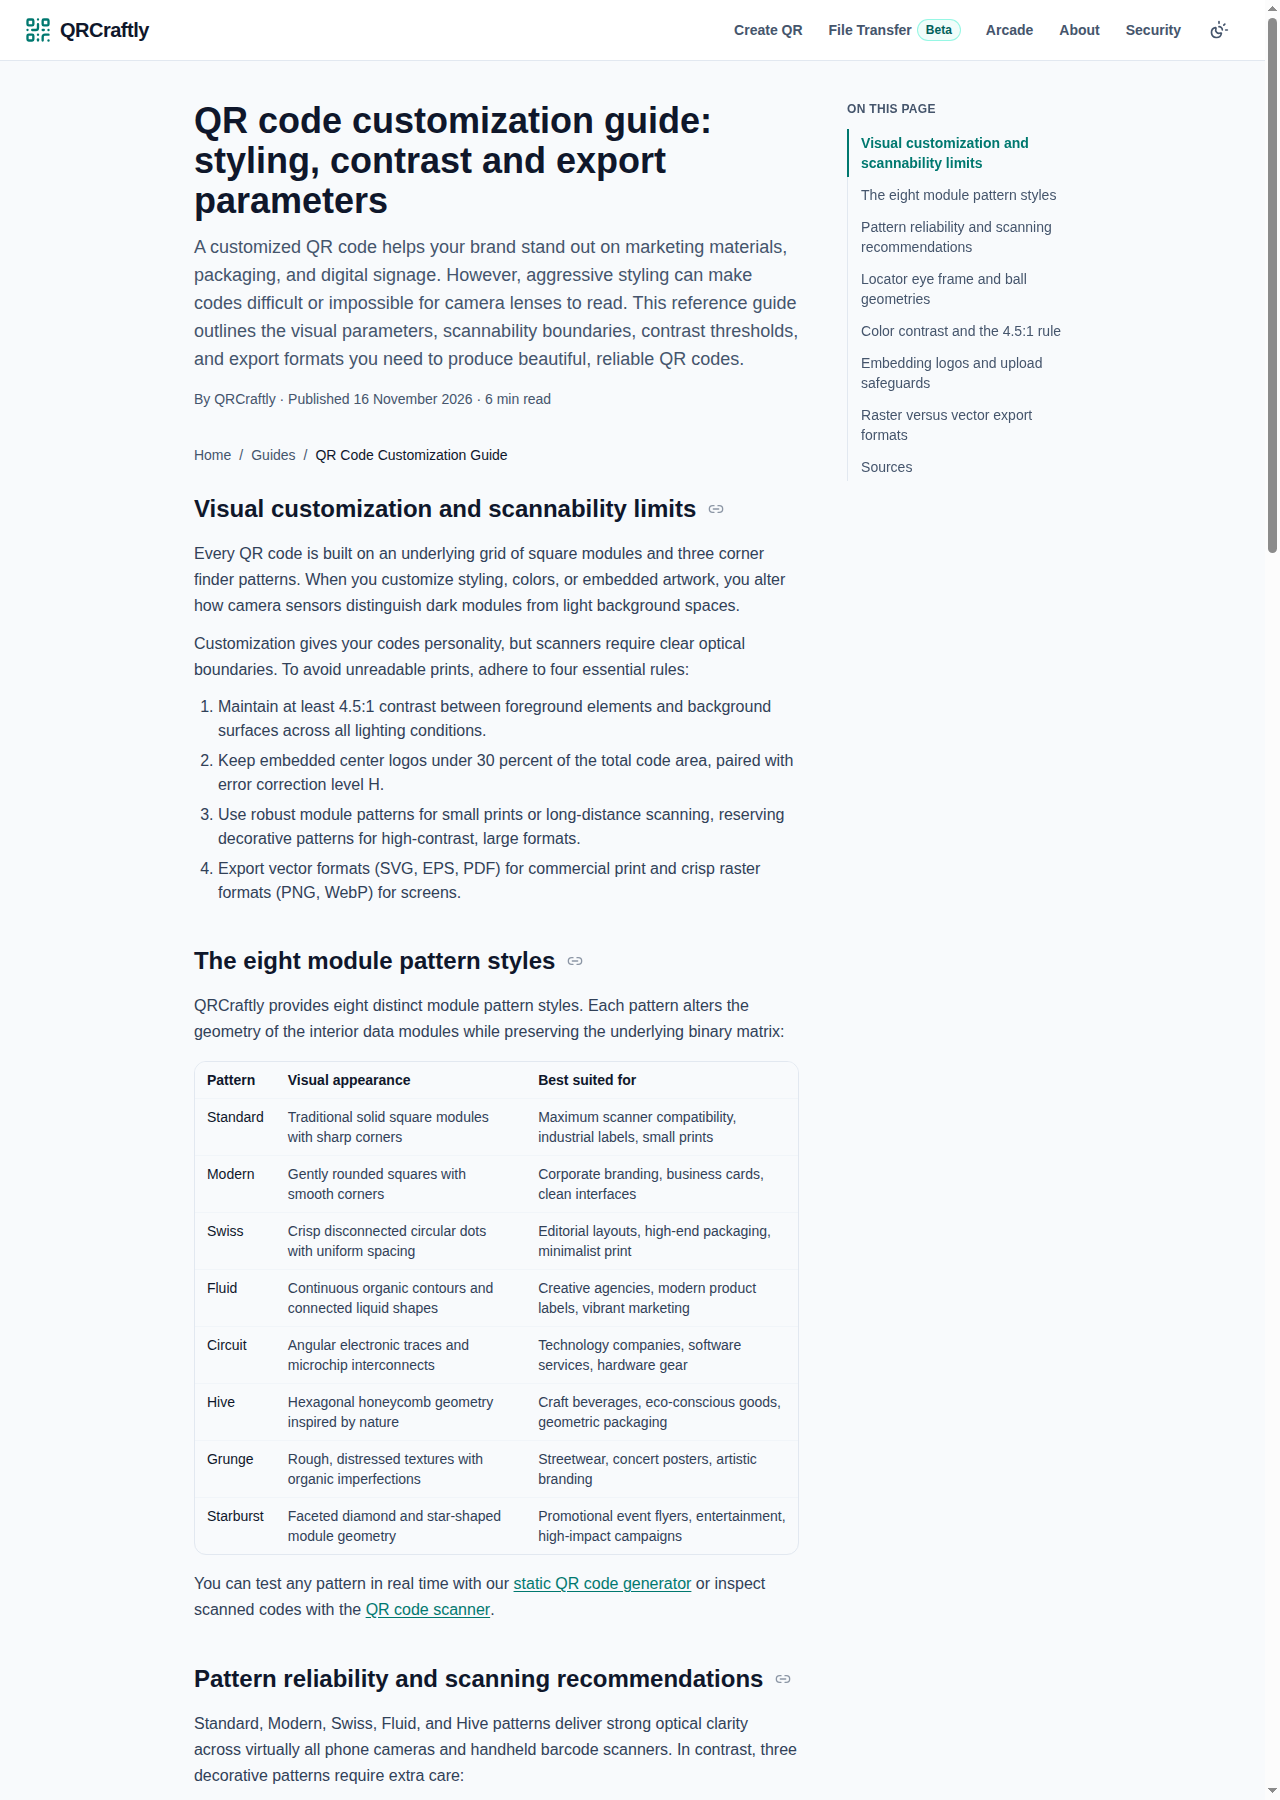 QRCraftly
Create QR
File Transfer Beta
Arcade
About
Security
QR code customization guide:
styling, contrast and export
parameters
A customized QR code helps your brand stand out on marketing materials,
packaging, and digital signage. However, aggressive styling can make
codes difficult or impossible for camera lenses to read. This reference guide
outlines the visual parameters, scannability boundaries, contrast thresholds,
and export formats you need to produce beautiful, reliable QR codes.
By QRCraftly · Published 16 November 2026 · 6 min read
Home / Guides / QR Code Customization Guide
Visual customization and scannability limits
Every QR code is built on an underlying grid of square modules and three corner
finder patterns. When you customize styling, colors, or embedded artwork, you alter
how camera sensors distinguish dark modules from light background spaces.
Customization gives your codes personality, but scanners require clear optical
boundaries. To avoid unreadable prints, adhere to four essential rules:
1. Maintain at least 4.5:1 contrast between foreground elements and background
surfaces across all lighting conditions.
2. Keep embedded center logos under 30 percent of the total code area, paired with
error correction level H.
3. Use robust module patterns for small prints or long-distance scanning, reserving
decorative patterns for high-contrast, large formats.
4. Export vector formats (SVG, EPS, PDF) for commercial print and crisp raster
formats (PNG, WebP) for screens.
The eight module pattern styles
QRCraftly provides eight distinct module pattern styles. Each pattern alters the
geometry of the interior data modules while preserving the underlying binary matrix:
Pattern Visual appearance Best suited for
Standard Traditional solid square modules Maximum scanner compatibility,
with sharp corners industrial labels, small prints
Modern Gently rounded squares with Corporate branding, business cards,
smooth corners clean interfaces
Swiss Crisp disconnected circular dots Editorial layouts, high-end packaging,
with uniform spacing minimalist print
Fluid Continuous organic contours and Creative agencies, modern product
connected liquid shapes labels, vibrant marketing
Circuit Angular electronic traces and Technology companies, software
microchip interconnects services, hardware gear
Hive Hexagonal honeycomb geometry Craft beverages, eco-conscious goods,
inspired by nature geometric packaging
Grunge Rough, distressed textures with Streetwear, concert posters, artistic
organic imperfections branding
Starburst Faceted diamond and star-shaped Promotional event flyers, entertainment,
module geometry high-impact campaigns
You can test any pattern in real time with our static QR code generator or inspect
scanned codes with the QR code scanner.
Pattern reliability and scanning recommendations
Standard, Modern, Swiss, Fluid, and Hive patterns deliver strong optical clarity
across virtually all phone cameras and handheld barcode scanners. In contrast, three
decorative patterns require extra care:
ON THIS PAGE
Visual customization and
scannability limits
The eight module pattern styles
Pattern reliability and scanning
recommendations
Locator eye frame and ball
geometries
Color contrast and the 4.5:1 rule
Embedding logos and upload
safeguards
Raster versus vector export
formats
Sources